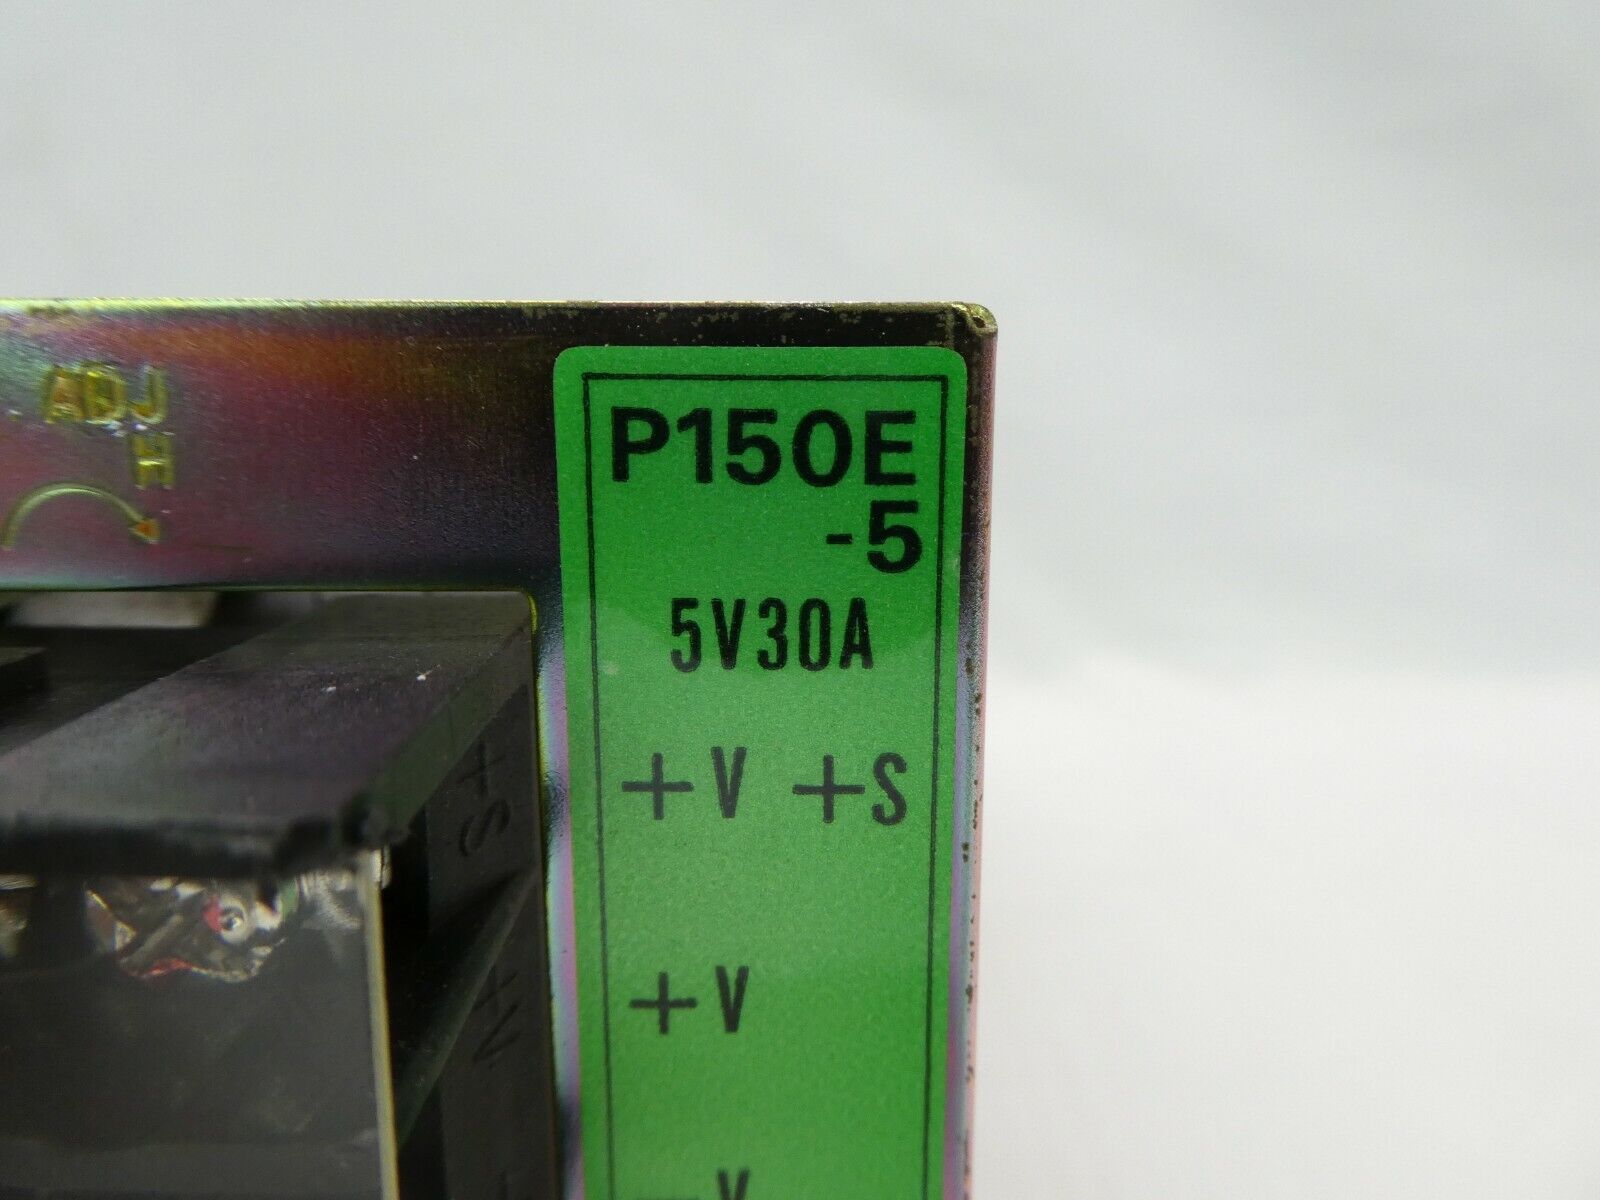 ADJ
H
P150E
-5
5V30A
+V +S
+V
-V
+S
+V